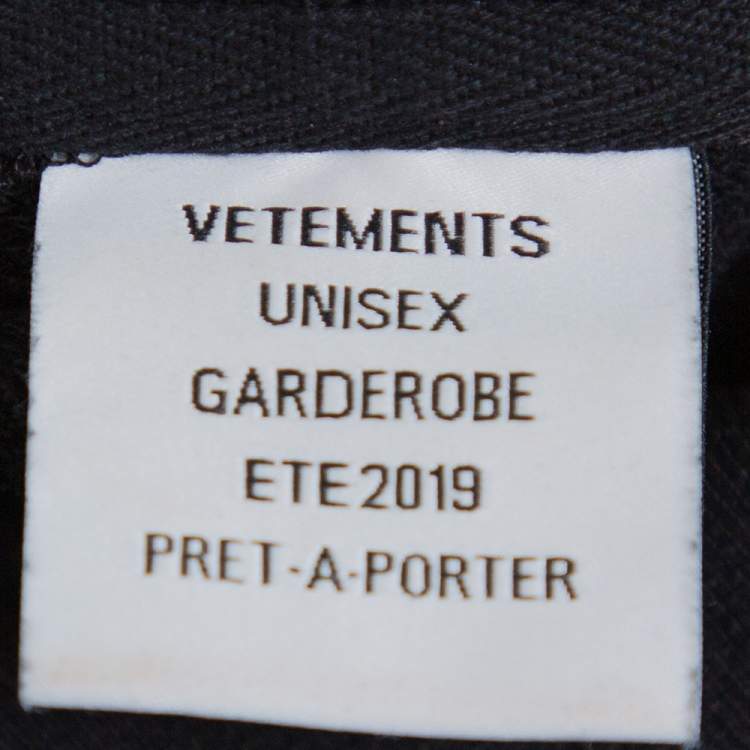 VETEMENTS
UNISEX
GARDEROBE
ETE2019
PRET-A-PORTER